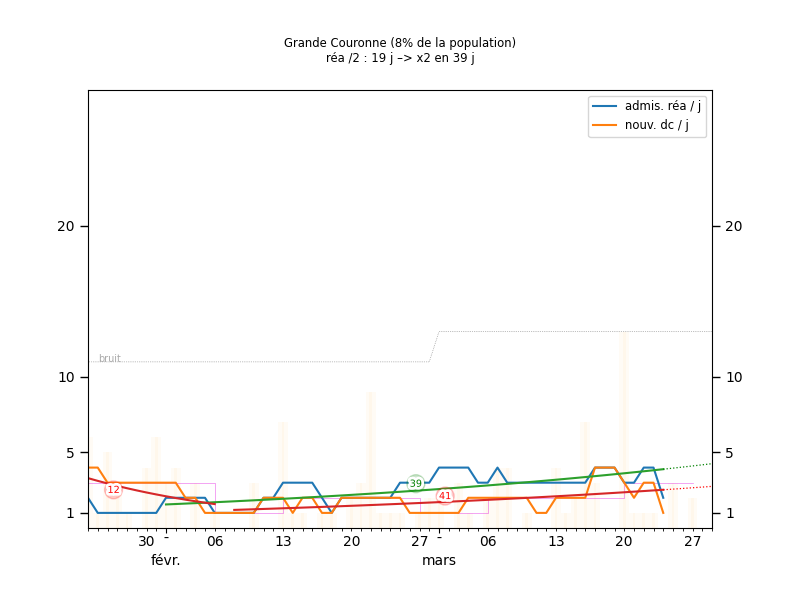 Grande Couronne (8% de la population)
réa /2 : 19 j –> x2 en 39 j
admis. réa / j
nouv. dc / j
20
20
bruit
10
10
5
5
39
12
41
1
1
30
06
13
20
27
06
13
20
27
févr.
mars